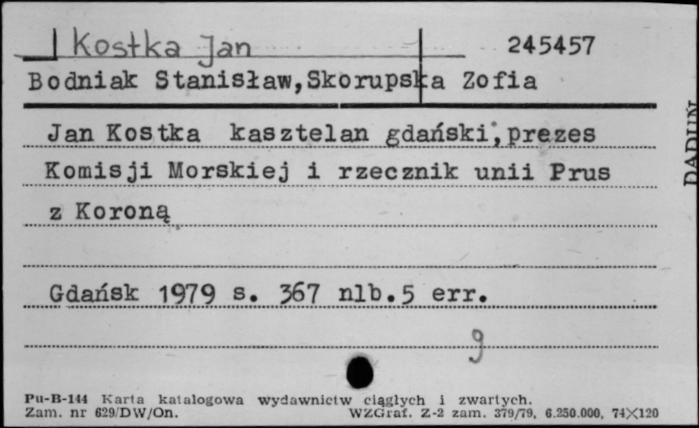 Kostka Jan 245457
Bodniak Stanisław,Skorupska Zofia
Jan Kostka kasztelan gdański,prezes
Komisji Morskiej i rzecznik unii Prus
z Koroną
Gdańsk 1979 s. 367 nlb.5 err.
g
Pu-B-144 Karta katalogowa wydawnictw ciągłych i zwartych.
Zam. nr 629/DW/On. WZGraf. Z-2 zam. 379/79, 6.250.000, 74×120